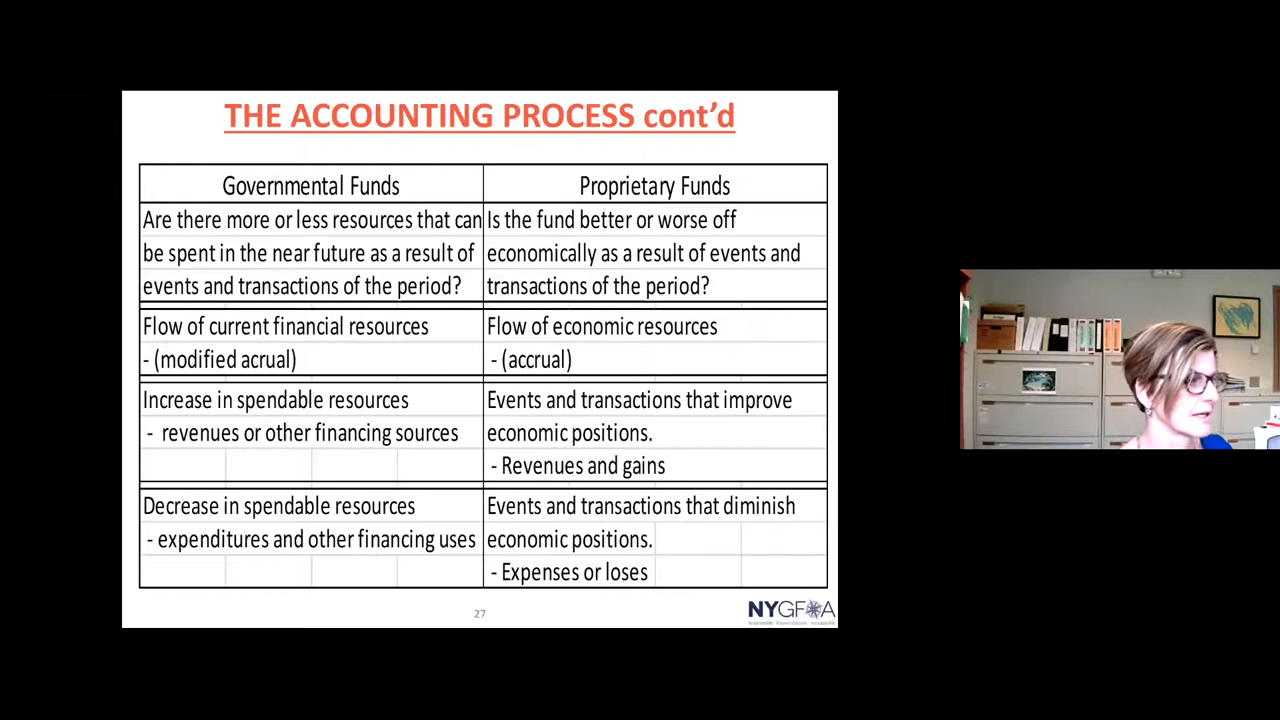 THE ACCOUNTING PROCESS cont’d
Governmental Funds
Proprietary Funds
Are there more or less resources that can
be spent in the near future as a result of
events and transactions of the period?
Is the fund better or worse off
economically as a result of events and
transactions of the period?
Flow of current financial resources
- (modified acrual)
Flow of economic resources
- (accrual)
Increase in spendable resources
- revenues or other financing sources
Events and transactions that improve
economic positions.
- Revenues and gains
Decrease in spendable resources
- expenditures and other financing uses
Events and transactions that diminish
economic positions.
- Expenses or loses
27
NYGFOA